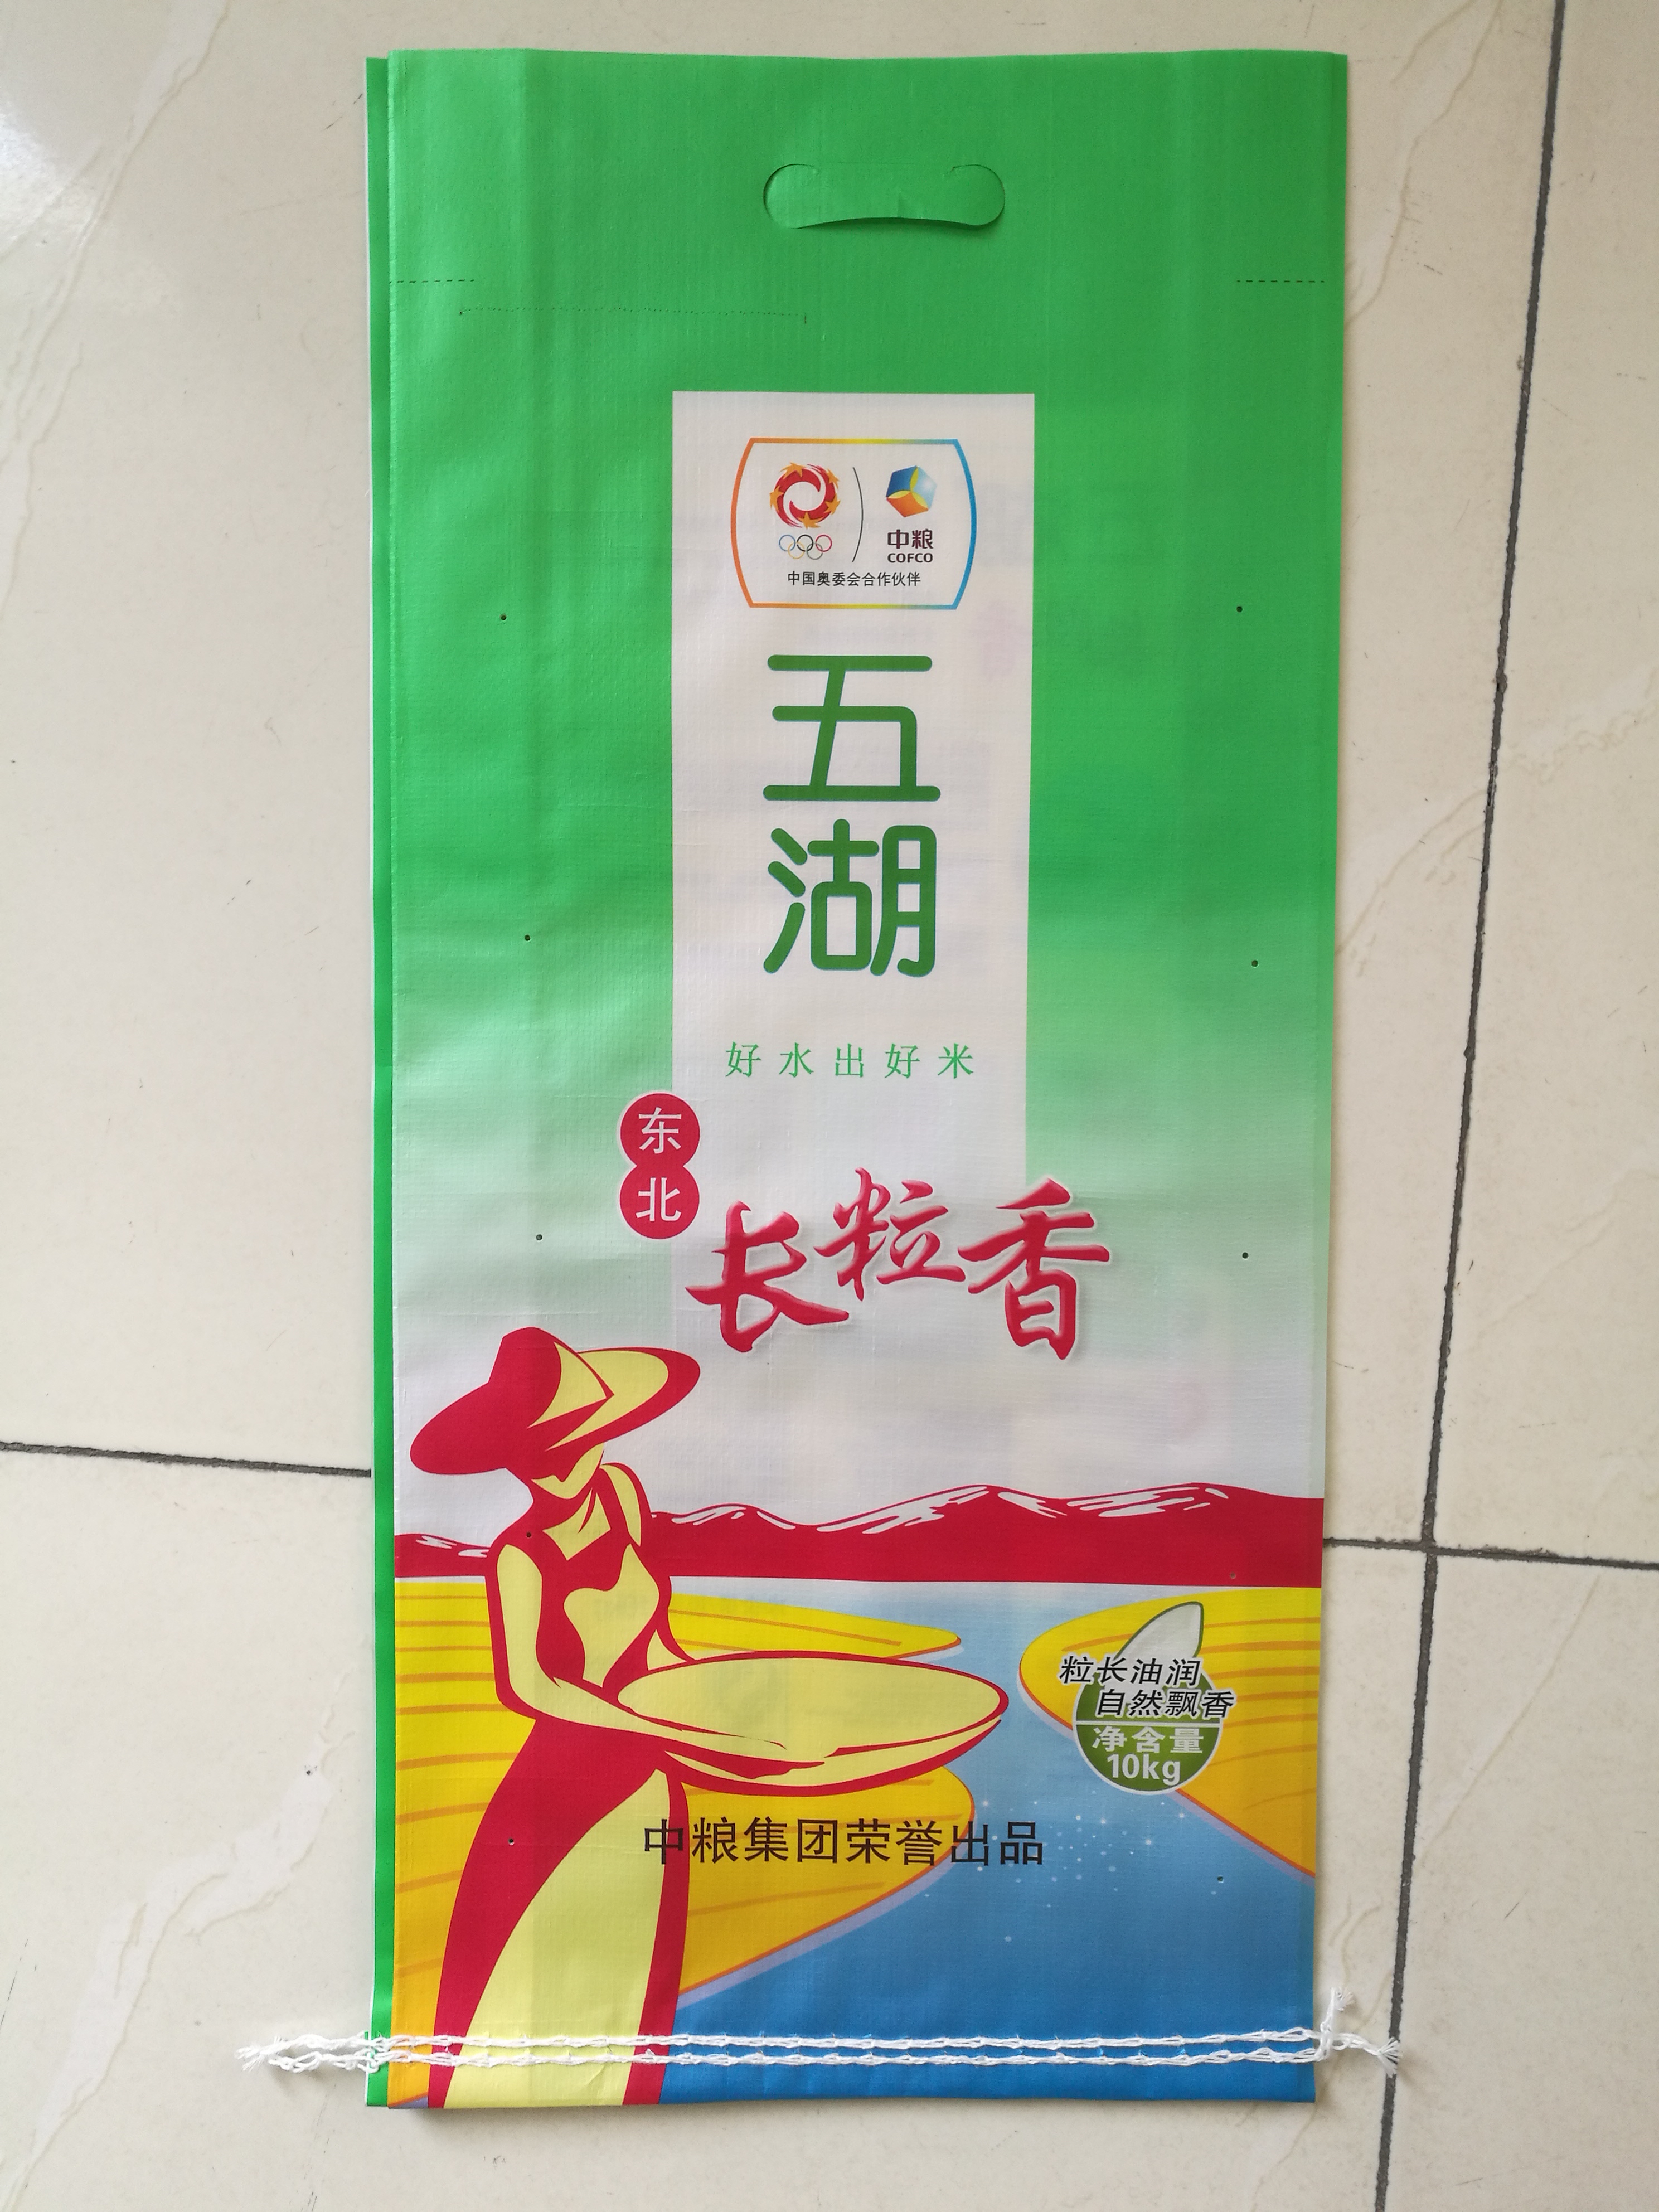 中粮
COFCO
中国奥委会合作伙伴
五
湖
好水出好米
东
北
长粒香
粒长油润
自然飘香
净含量
10kg
中粮集团荣誉出品